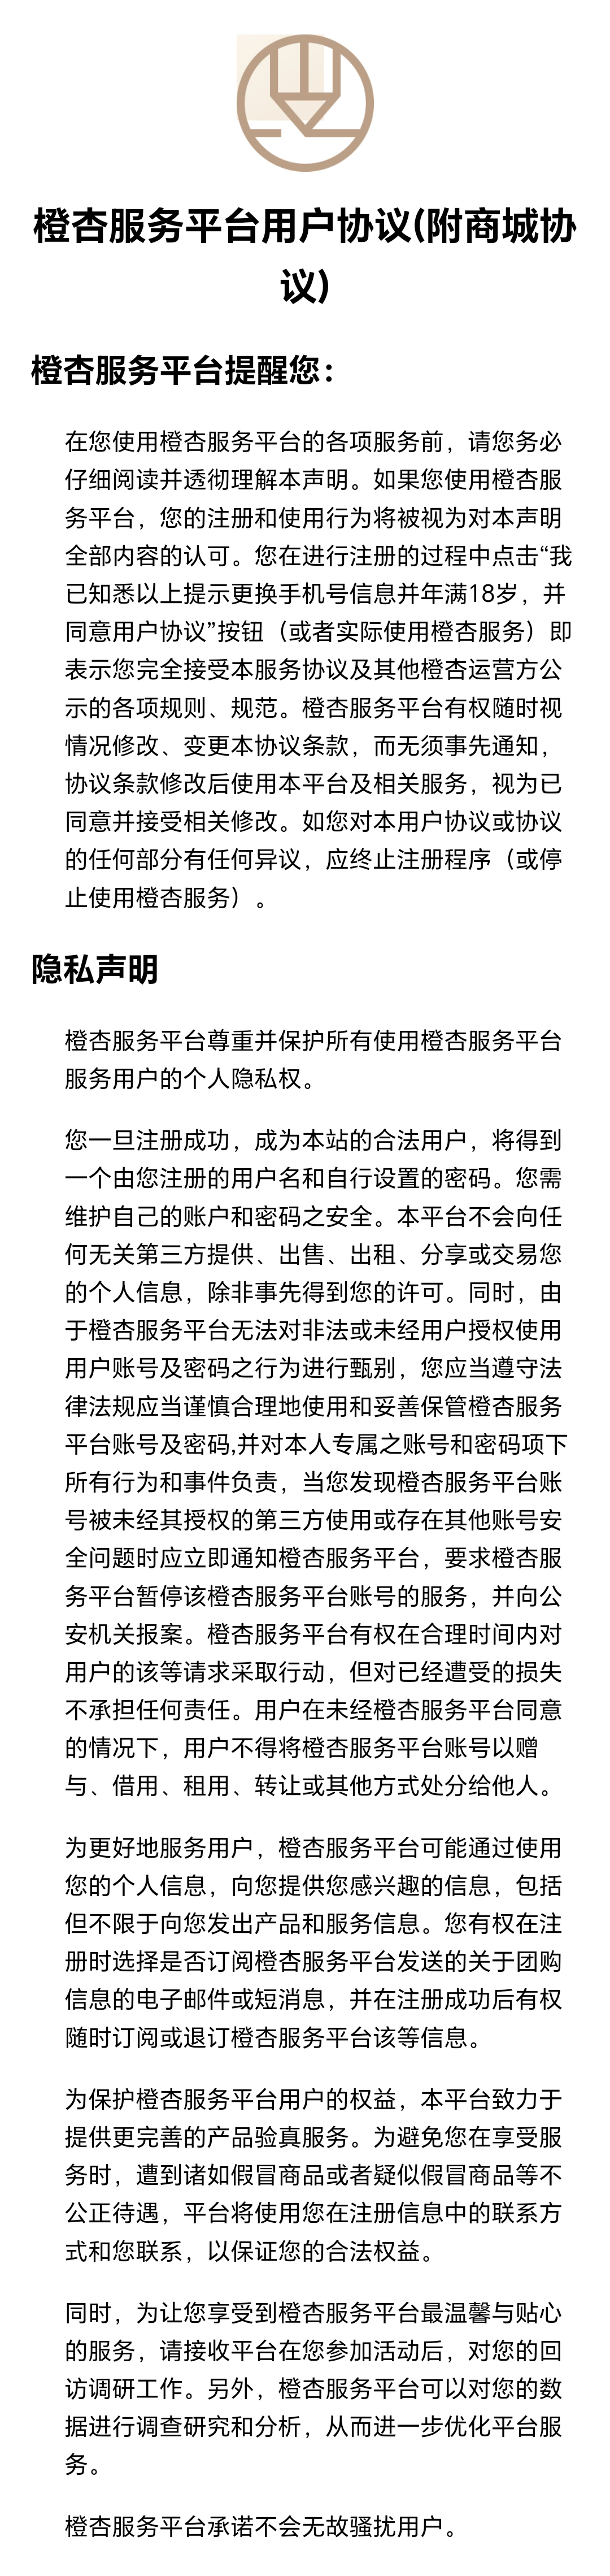 橙杏服务平台用户协议(附商城协
议)
橙杏服务平台提醒您：
在您使用橙杏服务平台的各项服务前，请您务必
仔细阅读并透彻理解本声明。如果您使用橙杏服
务平台，您的注册和使用行为将被视为对本声明
全部内容的认可。您在进行注册的过程中点击“我
已知悉以上提示更换手机号信息并年满18岁，并
同意用户协议”按钮（或者实际使用橙杏服务）即
表示您完全接受本服务协议及其他橙杏运营方公
示的各项规则、规范。橙杏服务平台有权随时视
情况修改、变更本协议条款，而无须事先通知，
协议条款修改后使用本平台及相关服务，视为已
同意并接受相关修改。如您对本用户协议或协议
的任何部分有任何异议，应终止注册程序（或停
止使用橙杏服务）。
隐私声明
橙杏服务平台尊重并保护所有使用橙杏服务平台
服务用户的个人隐私权。
您一旦注册成功，成为本站的合法用户，将得到
一个由您注册的用户名和自行设置的密码。您需
维护自己的账户和密码之安全。本平台不会向任
何无关第三方提供、出售、出租、分享或交易您
的个人信息，除非事先得到您的许可。同时，由
于橙杏服务平台无法对非法或未经用户授权使用
用户账号及密码之行为进行甄别，您应当遵守法
律法规应当谨慎合理地使用和妥善保管橙杏服务
平台账号及密码,并对本人专属之账号和密码项下
所有行为和事件负责，当您发现橙杏服务平台账
号被未经其授权的第三方使用或存在其他账号安
全问题时应立即通知橙杏服务平台，要求橙杏服
务平台暂停该橙杏服务平台账号的服务，并向公
安机关报案。橙杏服务平台有权在合理时间内对
用户的该等请求采取行动，但对已经遭受的损失
不承担任何责任。用户在未经橙杏服务平台同意
的情况下，用户不得将橙杏服务平台账号以赠
与、借用、租用、转让或其他方式处分给他人。
为更好地服务用户，橙杏服务平台可能通过使用
您的个人信息，向您提供您感兴趣的信息，包括
但不限于向您发出产品和服务信息。您有权在注
册时选择是否订阅橙杏服务平台发送的关于团购
信息的电子邮件或短消息，并在注册成功后有权
随时订阅或退订橙杏服务平台该等信息。
为保护橙杏服务平台用户的权益，本平台致力于
提供更完善的产品验真服务。为避免您在享受服
务时，遭到诸如假冒商品或者疑似假冒商品等不
公正待遇，平台将使用您在注册信息中的联系方
式和您联系，以保证您的合法权益。
同时，为让您享受到橙杏服务平台最温馨与贴心
的服务，请接收平台在您参加活动后，对您的回
访调研工作。另外，橙杏服务平台可以对您的数
据进行调查研究和分析，从而进一步优化平台服
务。
橙杏服务平台承诺不会无故骚扰用户。